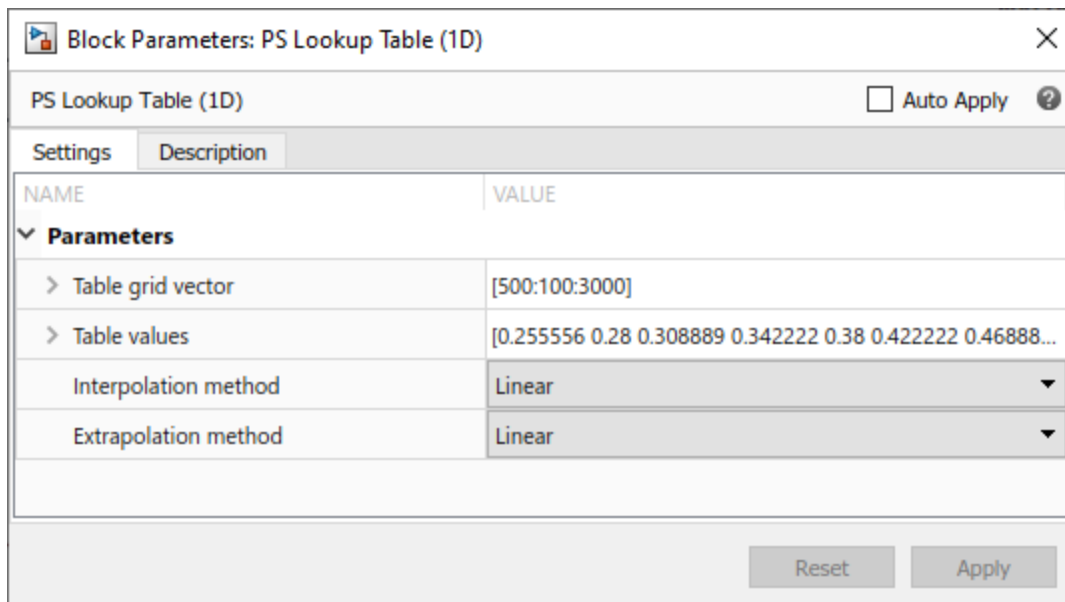 Block Parameters: PS Lookup Table (1D)
PS Lookup Table (1D) Auto Apply
Settings Description
NAME VALUE
Parameters
Table grid vector [500:100:3000]
Table values [0.255556 0.28 0.308889 0.342222 0.38 0.422222 0.46888...
Interpolation method Linear
Extrapolation method Linear
Reset Apply